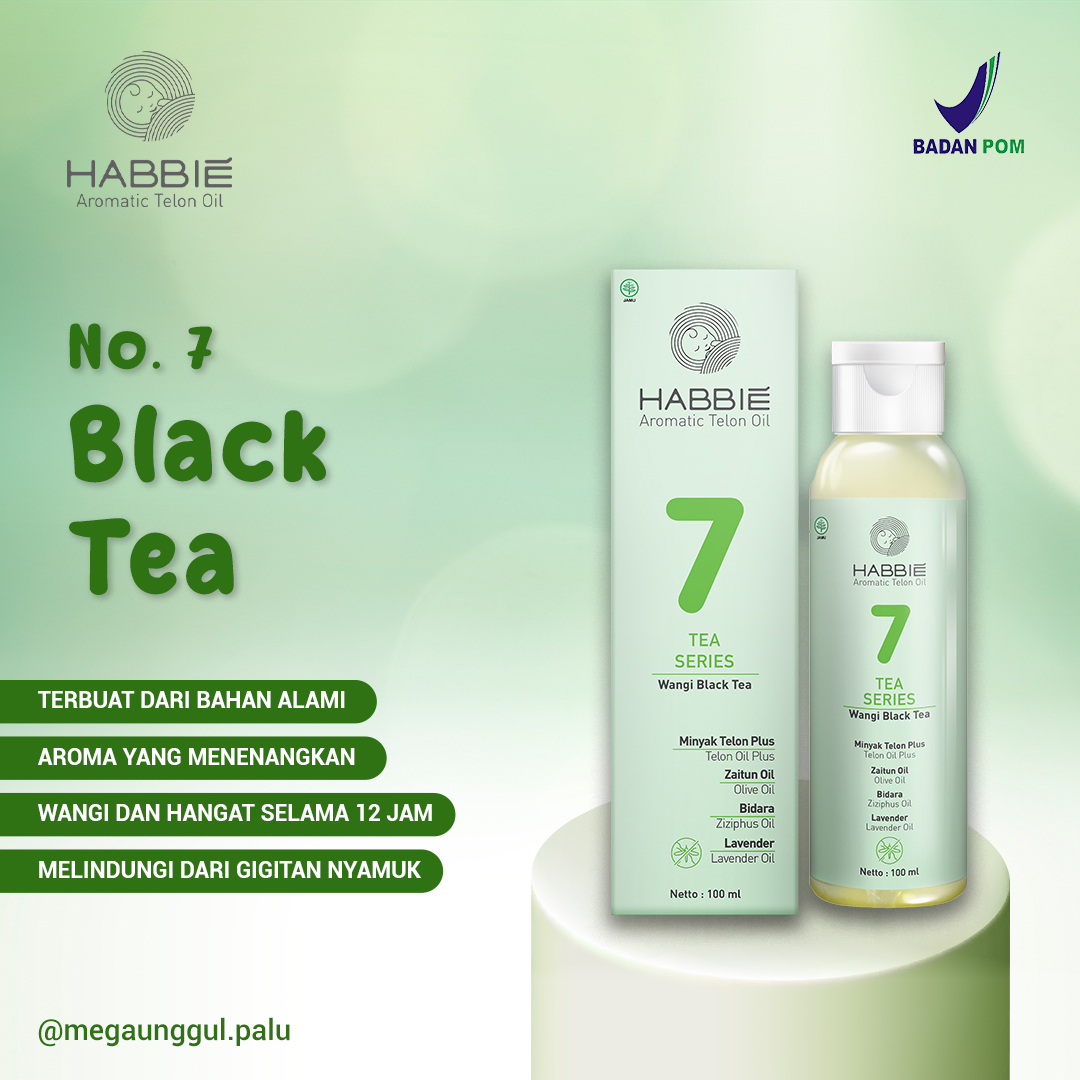 HABBIÉ
Aromatic Telon Oil
BADAN POM
No. 7
Black
Tea
TERBUAT DARI BAHAN ALAMI
AROMA YANG MENENANGKAN
WANGI DAN HANGAT SELAMA 12 JAM
MELINDUNGI DARI GIGITAN NYAMUK
@megaunggul.palu
JAMU
HABBIÉ
Aromatic Telon Oil
7
TEA
SERIES
Wangi Black Tea
Minyak Telon Plus
Telon Oil Plus
Zaitun Oil
Olive Oil
Bidara
Ziziphus Oil
Lavender
Lavender Oil
Netto : 100 ml
JAMU
HABBIÉ
Aromatic Telon Oil
7
TEA
SERIES
Wangi Black Tea
Minyak Telon Plus
Telon Oil Plus
Zaitun Oil
Olive Oil
Bidara
Ziziphus Oil
Lavender
Lavender Oil
Netto : 100 ml